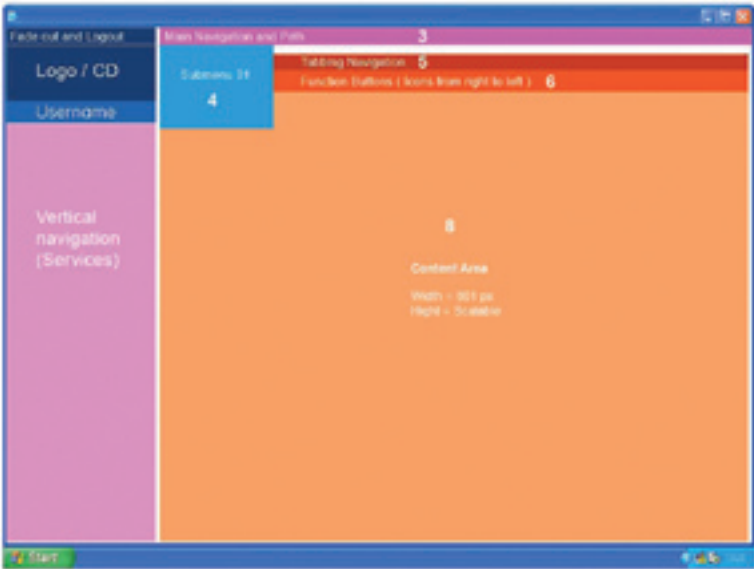 Fade-out and Logout
Main Navigation and Path
3
Logo / CD
Submenu 3#
4
Tabbing Navigation
5
Function Buttons ( Icons from right to left )
6
Username
Vertical
navigation
(Services)
8
Content Area
Width =
Hight = Scalable
Start